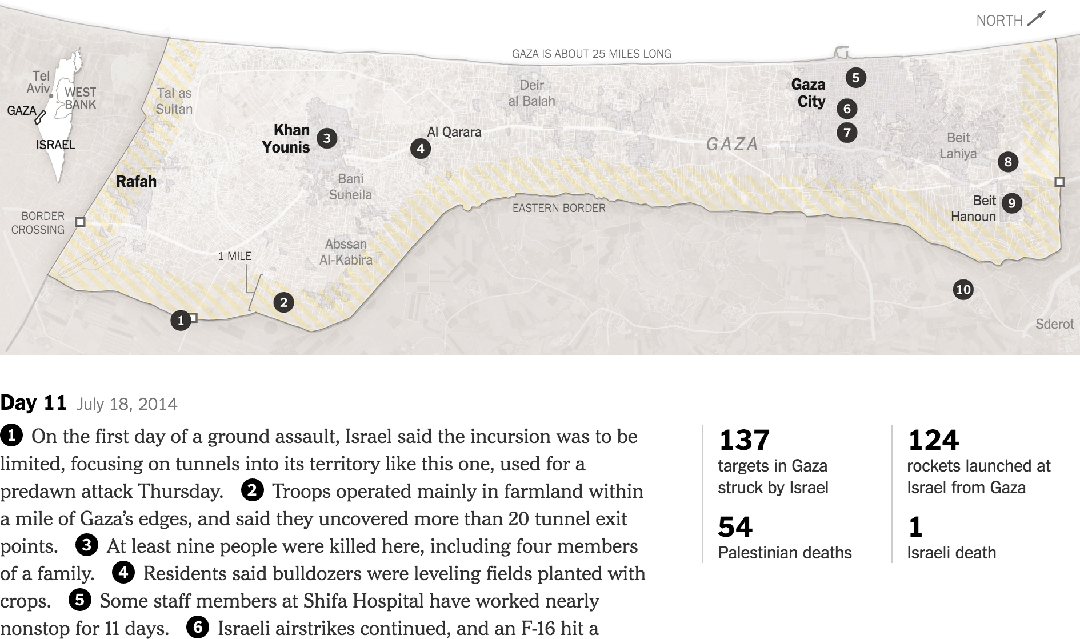 NORTH
GAZA IS ABOUT 25 MILES LONG
Tel
Aviv
WEST
BANK
GAZA
ISRAEL
Tal as
Sultan
Khan
Younis
3
Al Qarara
4
Deir
al Balah
Gaza
City
5
6
7
GAZA
Beit
Lahiya
8
Rafah
Bani
Suheila
Beit
Hanoun
9
BORDER
CROSSING
EASTERN BORDER
Abssan
Al-Kabira
1 MILE
2
10
1
Sderot
Day 11 July 18, 2014
1 On the first day of a ground assault, Israel said the incursion was to be
limited, focusing on tunnels into its territory like this one, used for a
predawn attack Thursday. 2 Troops operated mainly in farmland within
a mile of Gaza’s edges, and said they uncovered more than 20 tunnel exit
points. 3 At least nine people were killed here, including four members
of a family. 4 Residents said bulldozers were leveling fields planted with
crops. 5 Some staff members at Shifa Hospital have worked nearly
nonstop for 11 days. 6 Israeli airstrikes continued, and an F-16 hit a
137
targets in Gaza
struck by Israel
124
rockets launched at
Israel from Gaza
54
Palestinian deaths
1
Israeli death